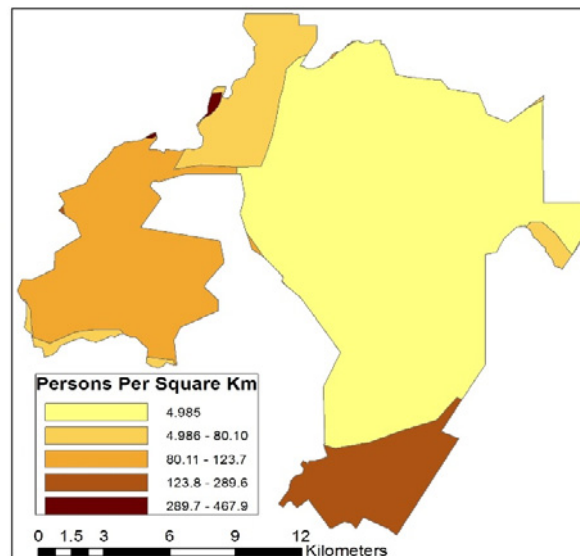 Persons Per Square Km
4.985
4.986 - 80.10
80.11 - 123.7
123.8 - 289.6
289.7 - 467.9
0 1.5 3 6 9 12
Kilometers